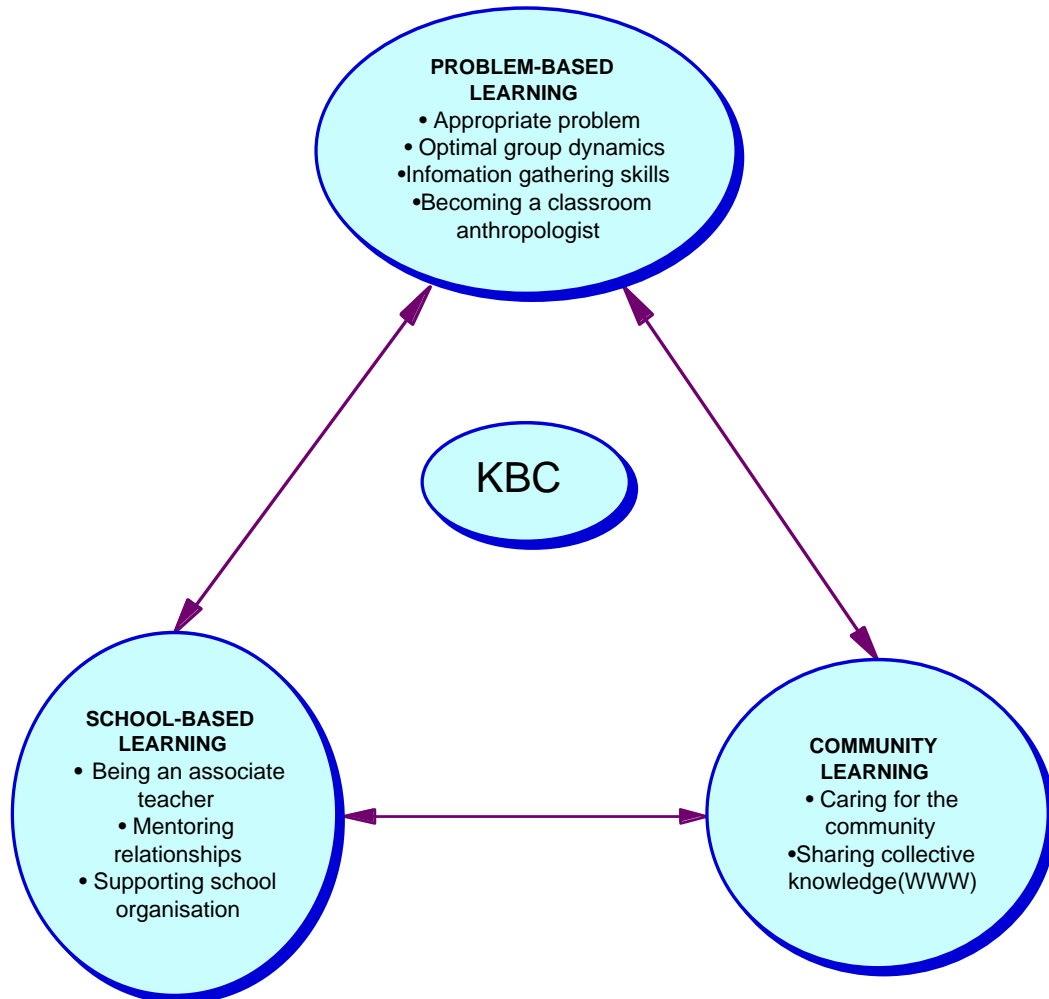 PROBLEM-BASED
LEARNING
• Appropriate problem
• Optimal group dynamics
•Infomation gathering skills
•Becoming a classroom
anthropologist
KBC
SCHOOL-BASED
LEARNING
• Being an associate
teacher
• Mentoring
relationships
• Supporting school
organisation
COMMUNITY
LEARNING
• Caring for the
community
•Sharing collective
knowledge(WWW)